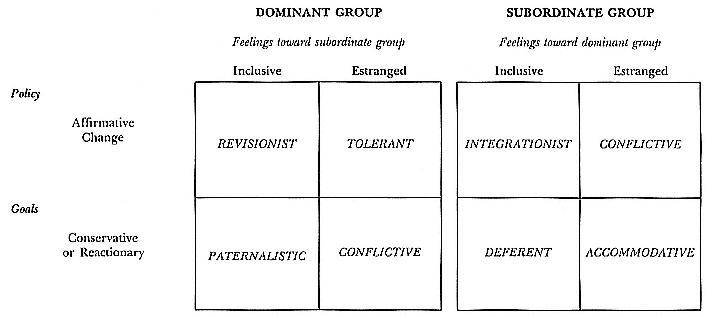 DOMINANT GROUP SUBORDINATE GROUP
Feelings toward subordinate group Feelings toward dominant group
Inclusive Estranged Inclusive Estranged
Policy
Affirmative
Change
REVISIONIST TOLERANT INTEGRATIONIST CONFLICTIVE
Goals
Conservative
or Reactionary
PATERNALISTIC CONFLICTIVE DEFERENT ACCOMMODATIVE